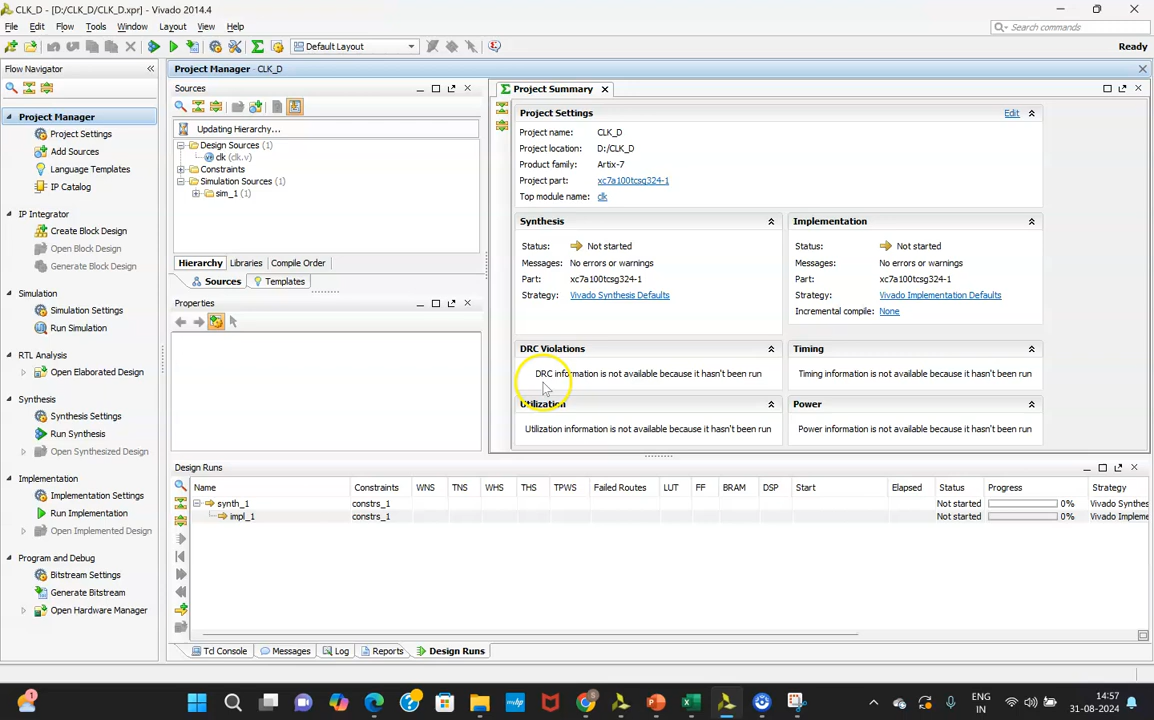 CLK_D - [D:/CLK_D/CLK_D.xpr] - Vivado 2014.4
File Edit Flow Tools Window Layout View Help
Search commands
Default Layout
Ready
Flow Navigator
Project Manager - CLK_D
Project Manager
Project Settings
Add Sources
Language Templates
IP Catalog
IP Integrator
Create Block Design
Open Block Design
Generate Block Design
Simulation
Simulation Settings
Run Simulation
RTL Analysis
Open Elaborated Design
Synthesis
Synthesis Settings
Run Synthesis
Open Synthesized Design
Implementation
Implementation Settings
Run Implementation
Open Implemented Design
Program and Debug
Bitstream Settings
Generate Bitstream
Open Hardware Manager
Sources
Updating Hierarchy...
Design Sources (1)
clk (clk.v)
Constraints
Simulation Sources (1)
sim_1 (1)
Hierarchy Libraries Compile Order
Sources Templates
Properties
Project Summary
Project Settings Edit
Project name: CLK_D
Project location: D:/CLK_D
Product family: Artix-7
Project part: xc7a100tcsg324-1
Top module name: clk
Synthesis
Status: Not started
Messages: No errors or warnings
Part: xc7a100tcsg324-1
Strategy: Vivado Synthesis Defaults
Implementation
Status: Not started
Messages: No errors or warnings
Part: xc7a100tcsg324-1
Strategy: Vivado Implementation Defaults
Incremental compile: None
DRC Violations
DRC information is not available because it hasn't been run
Timing
Timing information is not available because it hasn't been run
Utilization
Utilization information is not available because it hasn't been run
Power
Power information is not available because it hasn't been run
Design Runs
Name Constraints WNS TNS WHS THS TPWS Failed Routes LUT FF BRAM DSP Start Elapsed Status Progress Strategy
synth_1 constrs_1 Not started 0% Vivado Synthes
impl_1 constrs_1 Not started 0% Vivado Impleme
Tcl Console Messages Log Reports Design Runs
1
ENG
IN
14:57
31-08-2024